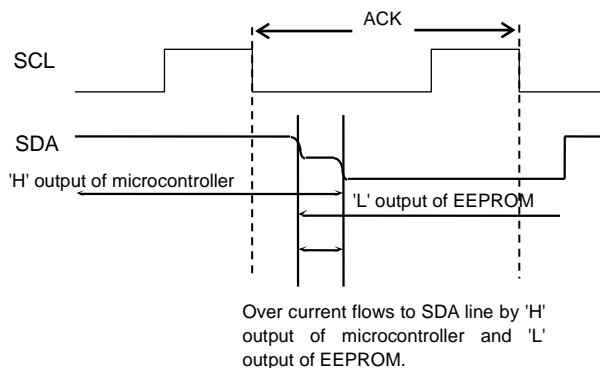 ACK
SCL
SDA
'H' output of microcontroller
'L' output of EEPROM
Over current flows to SDA line by 'H'
output of microcontroller and 'L'
output of EEPROM.